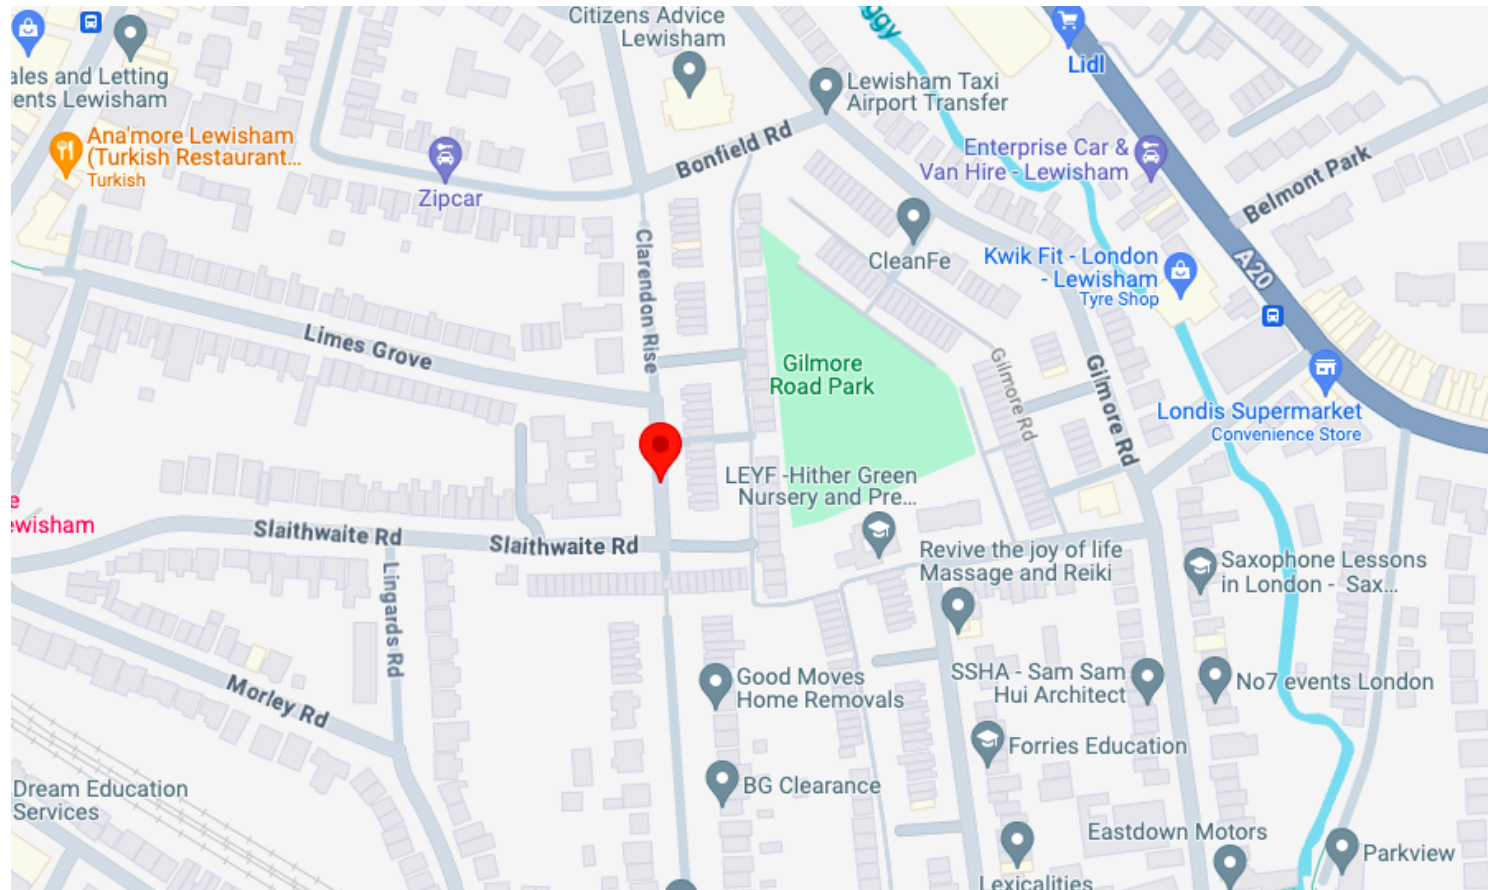 Citizens Advice
Lewisham
ggy
Lidl
ales and Letting
ents Lewisham
Lewisham Taxi
Airport Transfer
Ana'more Lewisham
(Turkish Restaurant...
Turkish
Bonfield Rd
Zipcar
Enterprise Car &
Van Hire - Lewisham
Belmont Park
CleanFe
Kwik Fit - London
- Lewisham
Tyre Shop
A20
Clarendon Rise
Limes Grove
Gilmore
Road Park
Gilmore Rd
Gilmore Rd
Londis Supermarket
Convenience Store
LEYF -Hither Green
Nursery and Pre...
e
ewisham
Slaithwaite Rd
Slaithwaite Rd
Lingards Rd
Revive the joy of life
Massage and Reiki
Saxophone Lessons
in London - Sax...
Morley Rd
Good Moves
Home Removals
SSHA - Sam Sam
Hui Architect
No7 events London
Forries Education
Dream Education
Services
BG Clearance
Eastdown Motors
Parkview
Lexicalities